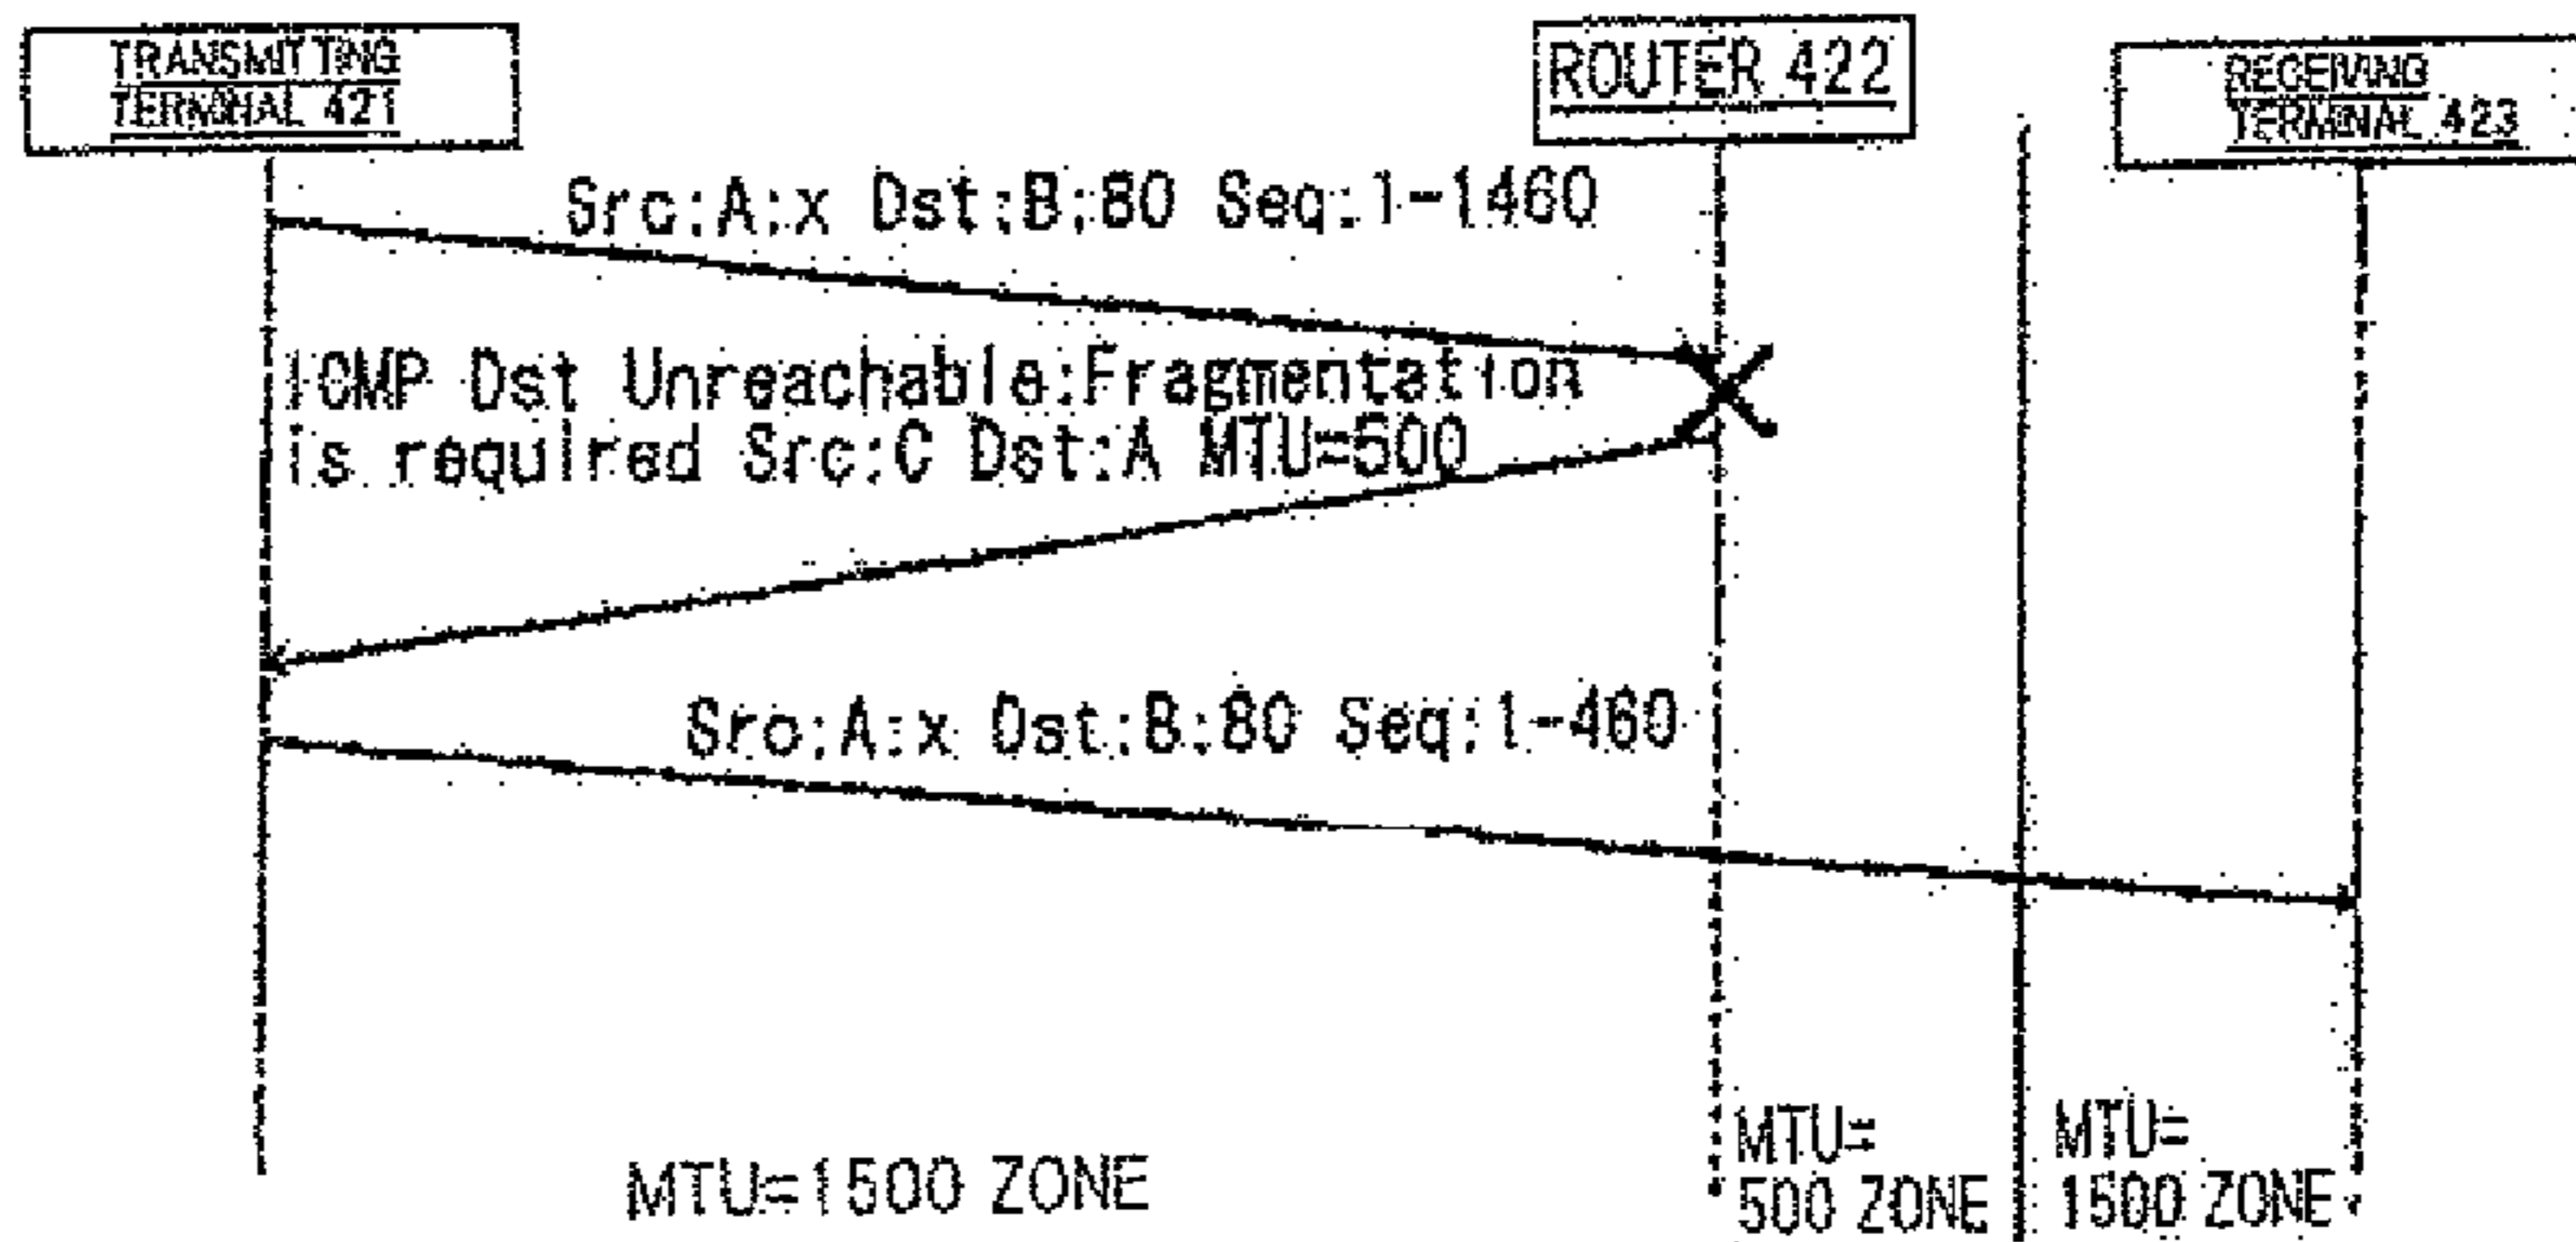 TRANSMITTING
TERMINAL 421
ROUTER 422
RECEIVING
TERMINAL 423
Src:A:x Dst:B:80 Seq:1-1460
ICMP Dst Unreachable:Fragmentation
is required Src:C Dst:A MTU=500
Src:A:x Dst:B:80 Seq:1-460
MTU=1500 ZONE
MTU=
500 ZONE
MTU=
1500 ZONE